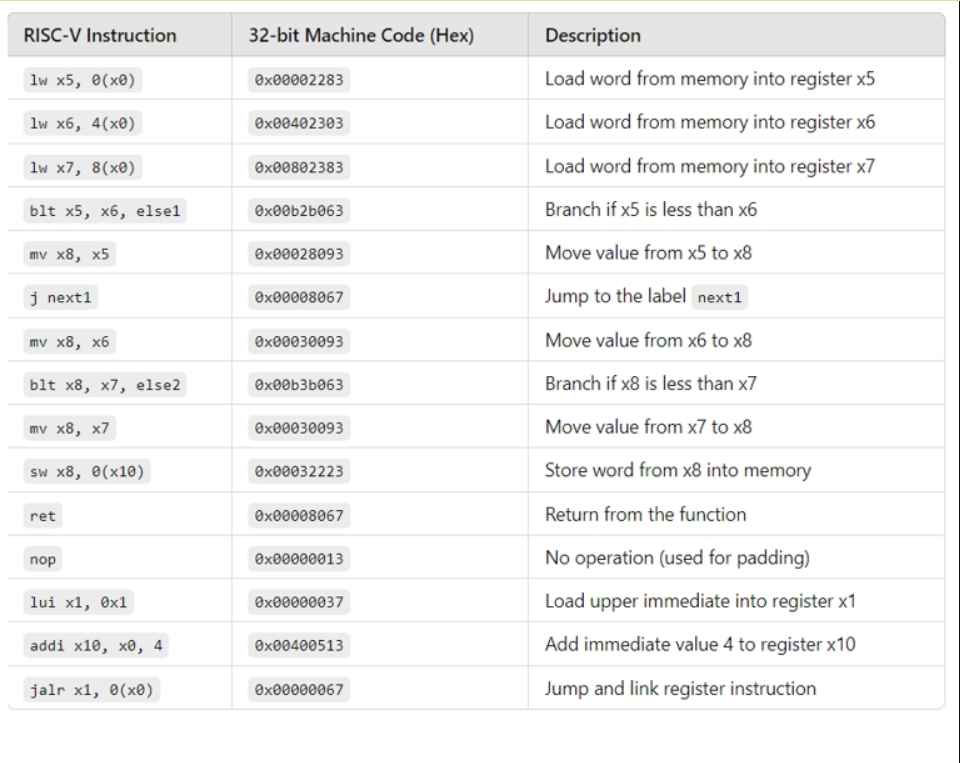 RISC-V Instruction 32-bit Machine Code (Hex) Description
lw x5, 0(x0) 0x00002283 Load word from memory into register x5
lw x6, 4(x0) 0x00402303 Load word from memory into register x6
lw x7, 8(x0) 0x00802383 Load word from memory into register x7
blt x5, x6, else1 0x00b2b063 Branch if x5 is less than x6
mv x8, x5 0x00028093 Move value from x5 to x8
j next1 0x00008067 Jump to the label next1
mv x8, x6 0x00030093 Move value from x6 to x8
blt x8, x7, else2 0x00b3b063 Branch if x8 is less than x7
mv x8, x7 0x00030093 Move value from x7 to x8
sw x8, 0(x10) 0x00032223 Store word from x8 into memory
ret 0x00008067 Return from the function
nop 0x00000013 No operation (used for padding)
lui x1, 0x1 0x00000037 Load upper immediate into register x1
addi x10, x0, 4 0x00400513 Add immediate value 4 to register x10
jalr x1, 0(x0) 0x00000067 Jump and link register instruction